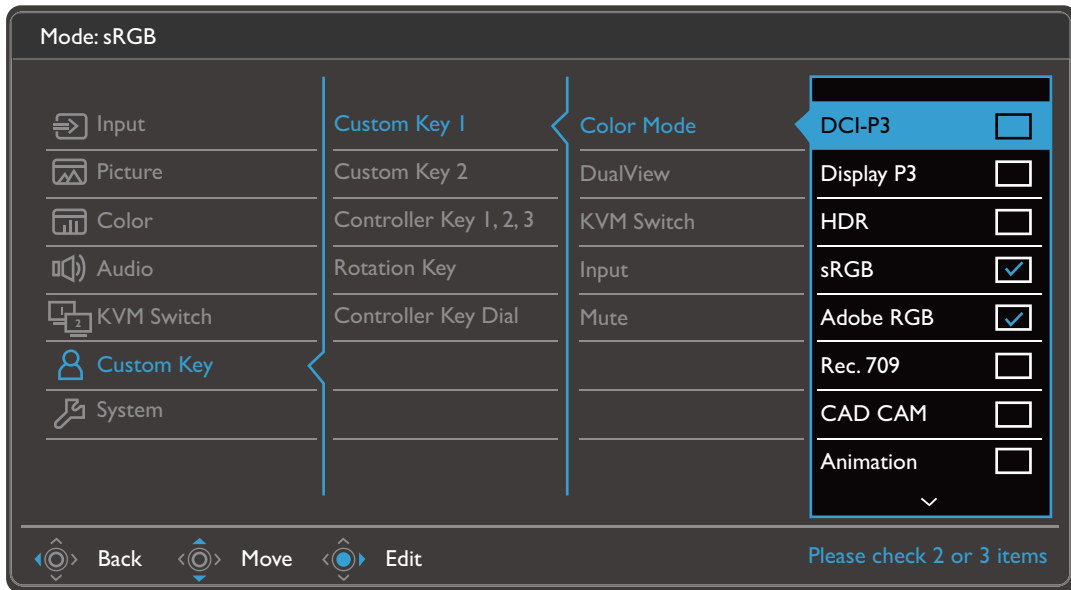 Mode: sRGB
Input
Picture
Color
Audio
1
2
KVM Switch
Custom Key
System
Custom Key 1
Custom Key 2
Controller Key 1, 2, 3
Rotation Key
Controller Key Dial
Color Mode
DualView
KVM Switch
Input
Mute
DCI-P3
Display P3
HDR
sRGB
Adobe RGB
Rec. 709
CAD CAM
Animation
Back
Move
Edit
Please check 2 or 3 items